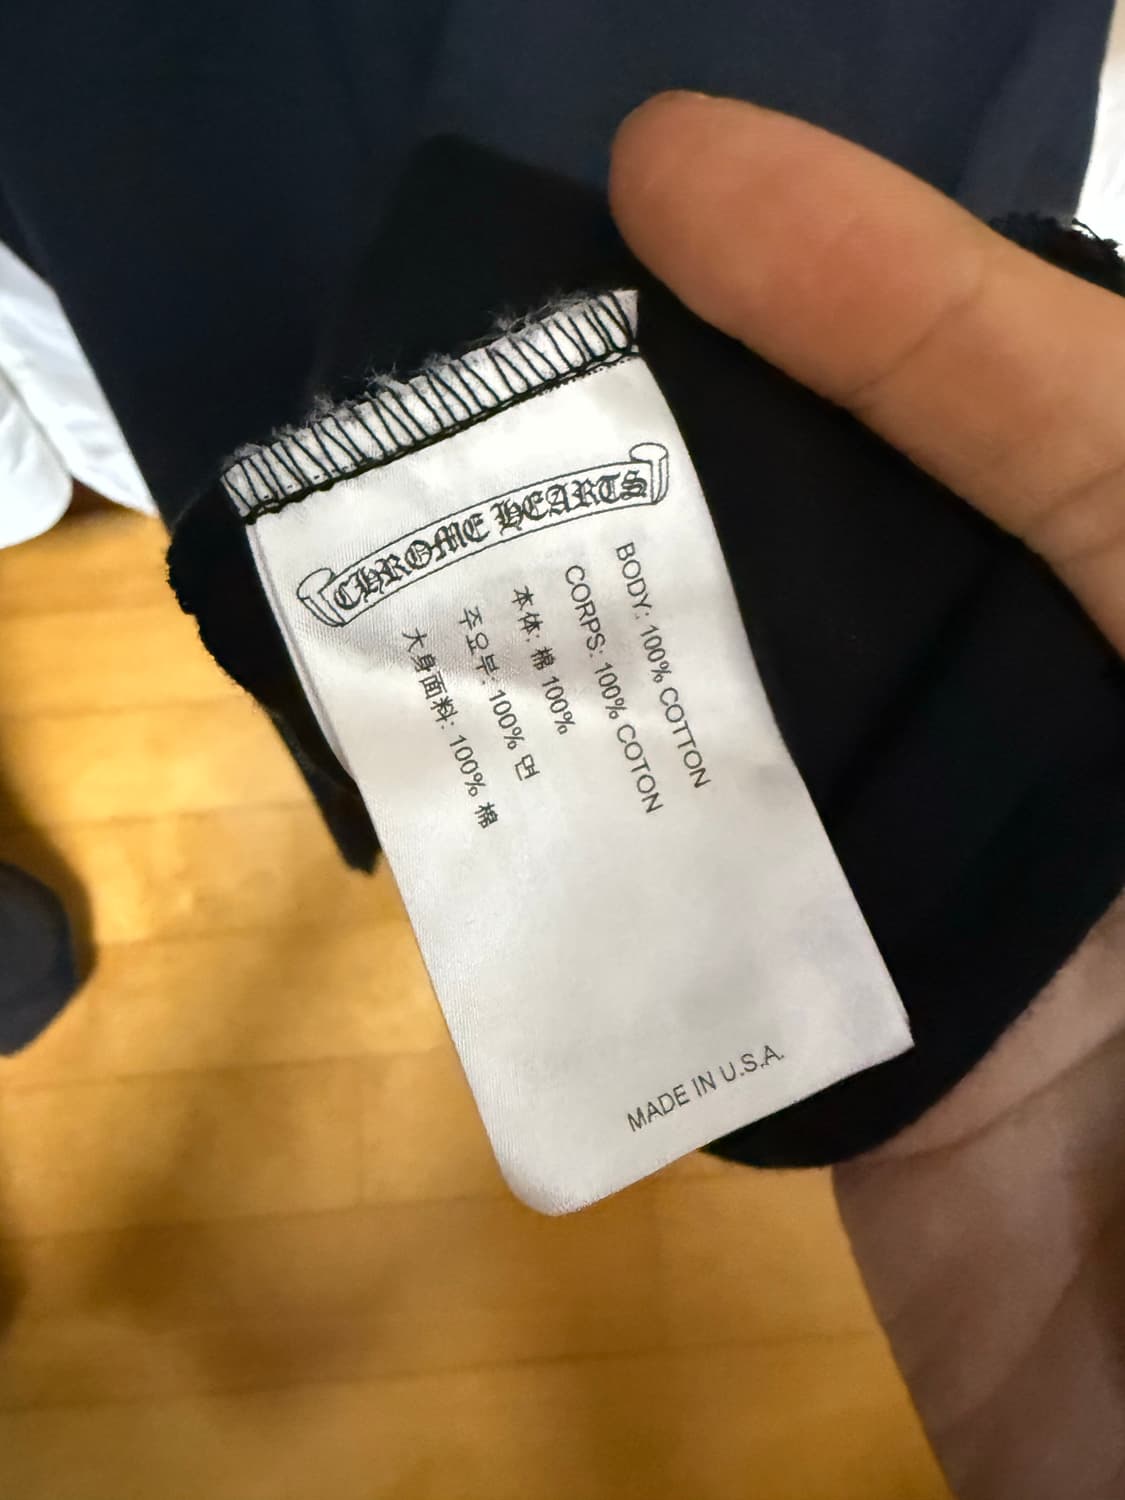 CHROME HEARTS
BODY: 100% COTTON
CORPS: 100% COTON
本体: 棉 100%
주요부: 100% 면
大身面料: 100% 棉
MADE IN U.S.A.